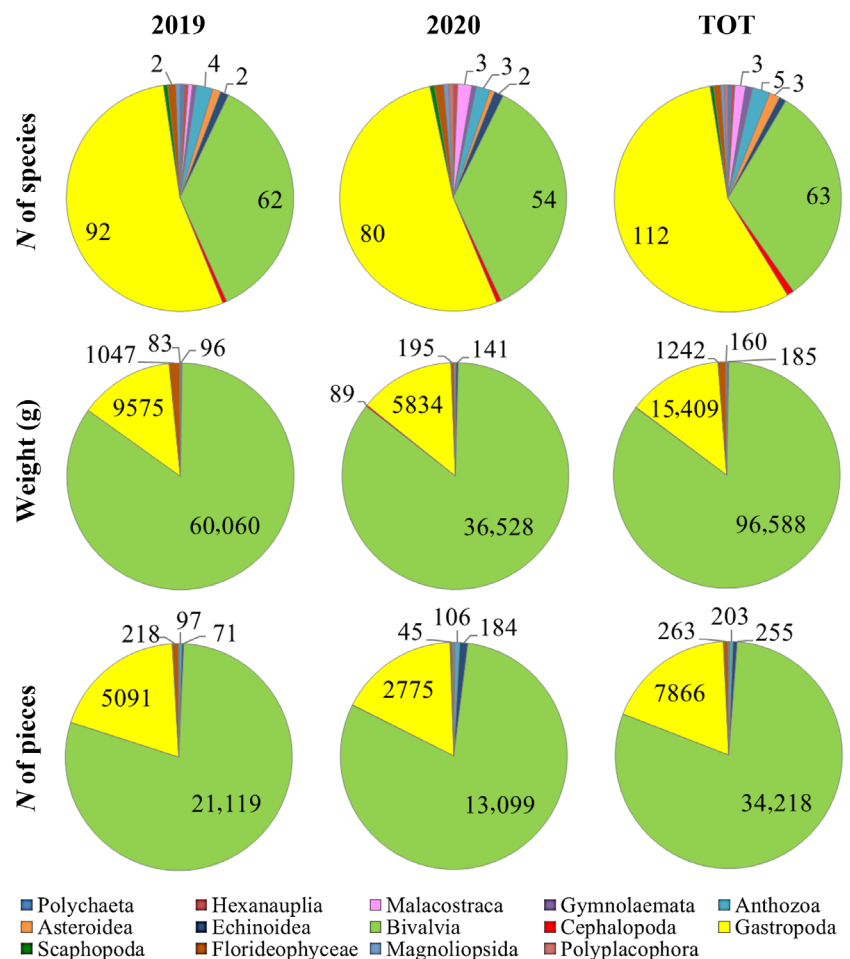 2019 2020 TOT
N of species
2 4 2
92 62
3 3 2
80 54
3 5 3
112 63
Weight (g)
1047 83 96
9575
60,060
195 141
89 5834
36,528
1242 160 185
15,409
96,588
N of pieces
218 97 71
5091
21,119
45 106 184
2775
13,099
263 203 255
7866
34,218
Polychaeta Hexanauplia Malacostraca Gymnolaemata Anthozoa
Asteroidea Echinoidea Bivalvia Cephalopoda Gastropoda
Scaphopoda Florideophyceae Magnoliopsida Polyplacophora